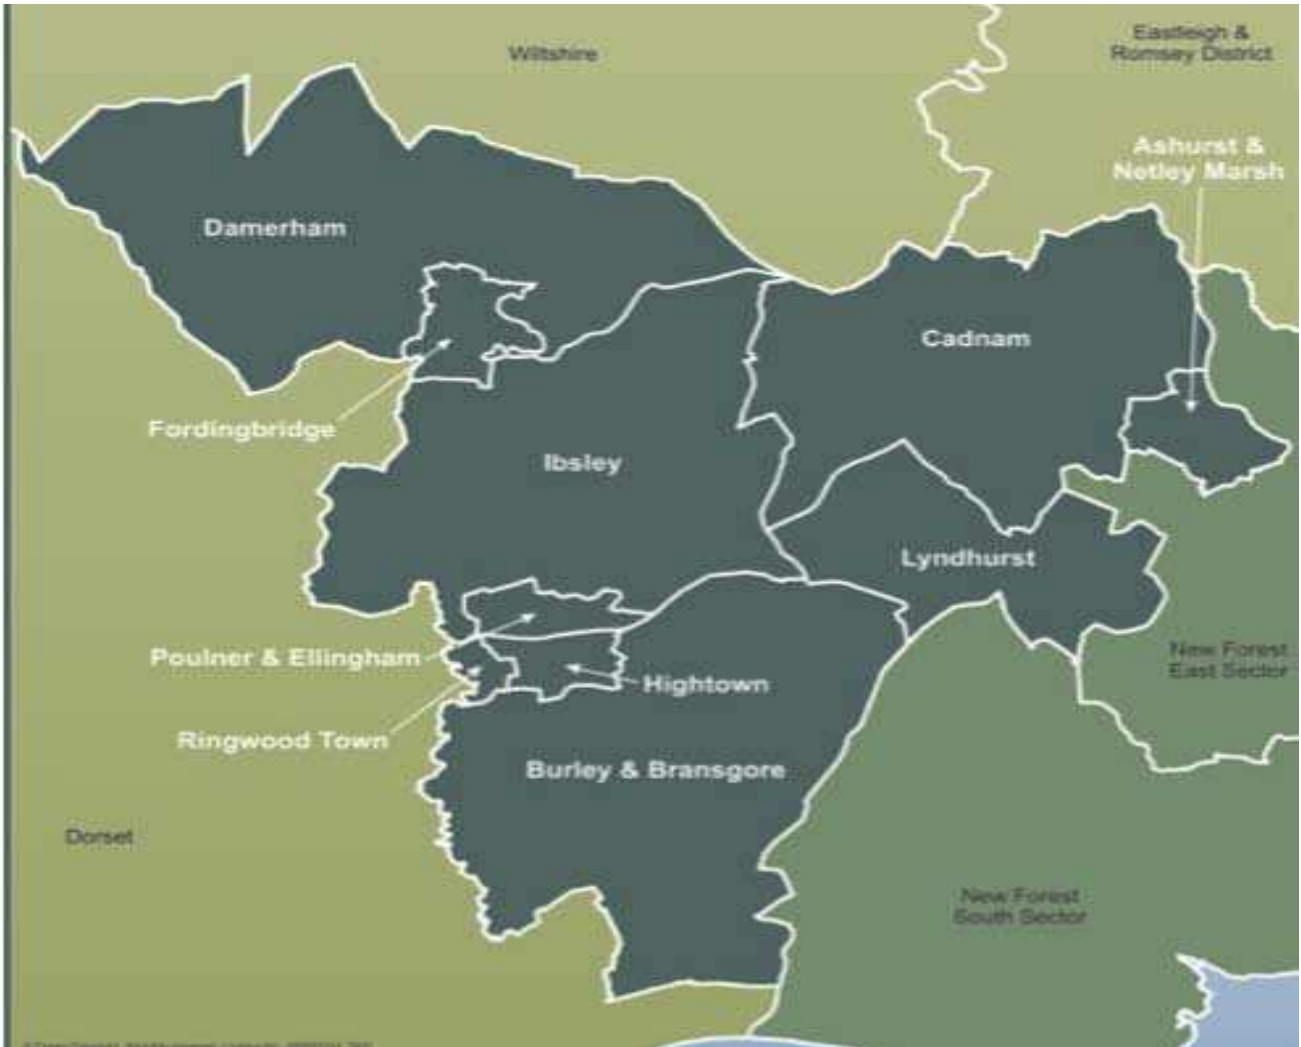 Wiltshire
Eastleigh &
Romsey District
Ashurst &
Netley Marsh
Damerham
Cadnam
Fordingbridge
Ibsley
Lyndhurst
Poulner & Ellingham
New Forest
East Sector
Hightown
Ringwood Town
Burley & Bransgore
Dorset
New Forest
South Sector